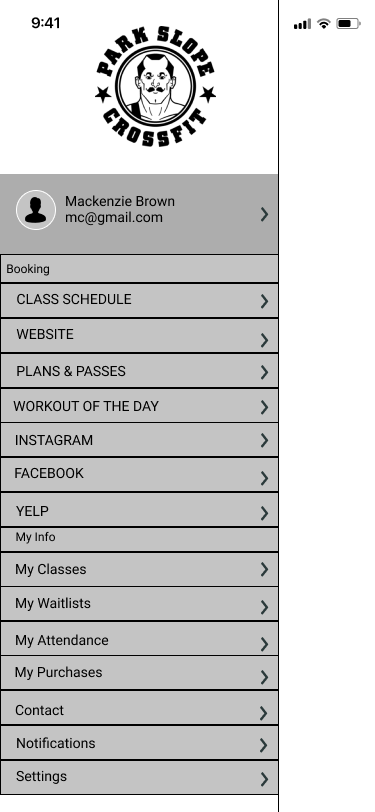 9:41
PARK SLOPE
CROSSFIT
Mackenzie Brown
mc@gmail.com
Booking
CLASS SCHEDULE
WEBSITE
PLANS & PASSES
WORKOUT OF THE DAY
INSTAGRAM
FACEBOOK
YELP
My Info
My Classes
My Waitlists
My Attendance
My Purchases
Contact
Notifications
Settings